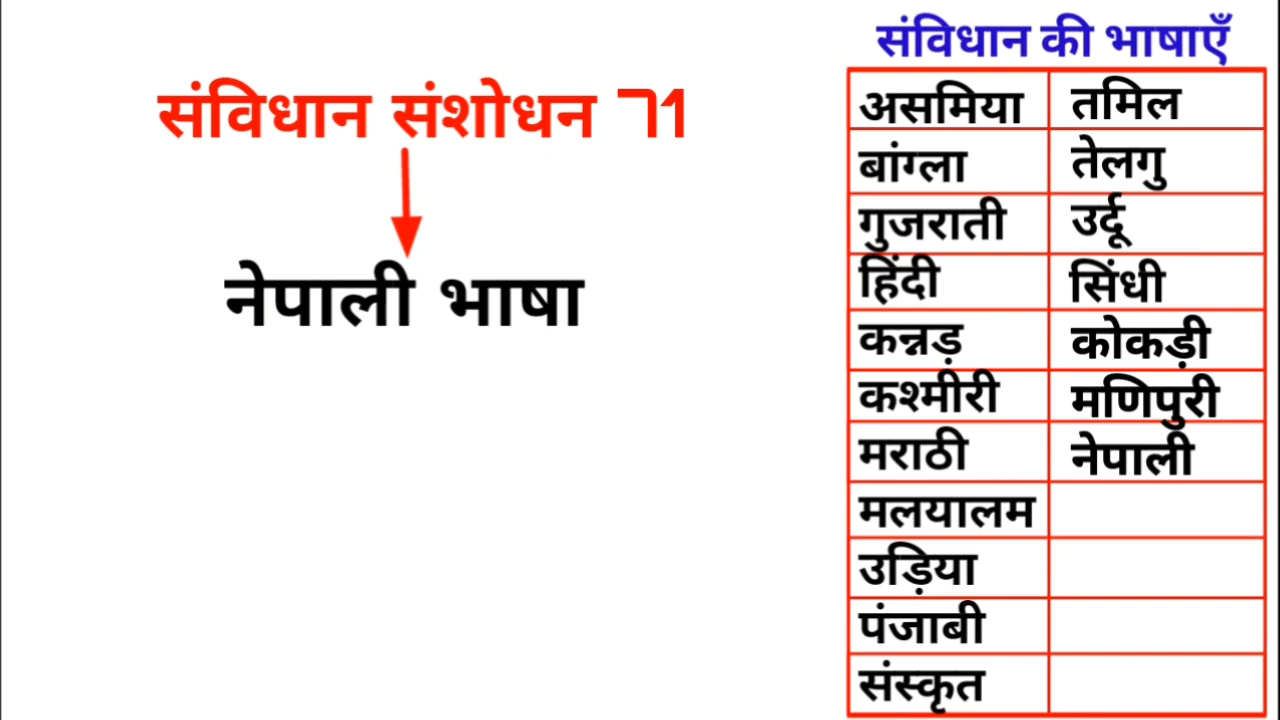 संविधान संशोधन 71
नेपाली भाषा
संविधान की भाषाएँ
असमिया तमिल
बांग्ला तेलगु
गुजराती उर्दू
हिंदी सिंधी
कन्नड़ कोकड़ी
कश्मीरी मणिपुरी
मराठी नेपाली
मलयालम
उड़िया
पंजाबी
संस्कृत